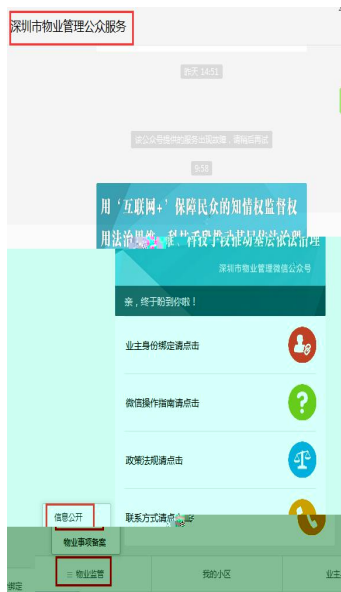 深圳市物业管理公众服务
昨天 14:51
该公众号提供的服务出现故障，请稍后再试
9:58
用‘互联网+’保障民众的知情权监督权
深圳市物业管理微信公众号
亲，终于盼到你啦！
业主身份绑定请点击
微信操作指南请点击
政策法规请点击
信息公开
联系方式请点击
物业事项备案
物业监管
我的小区
业主
绑定